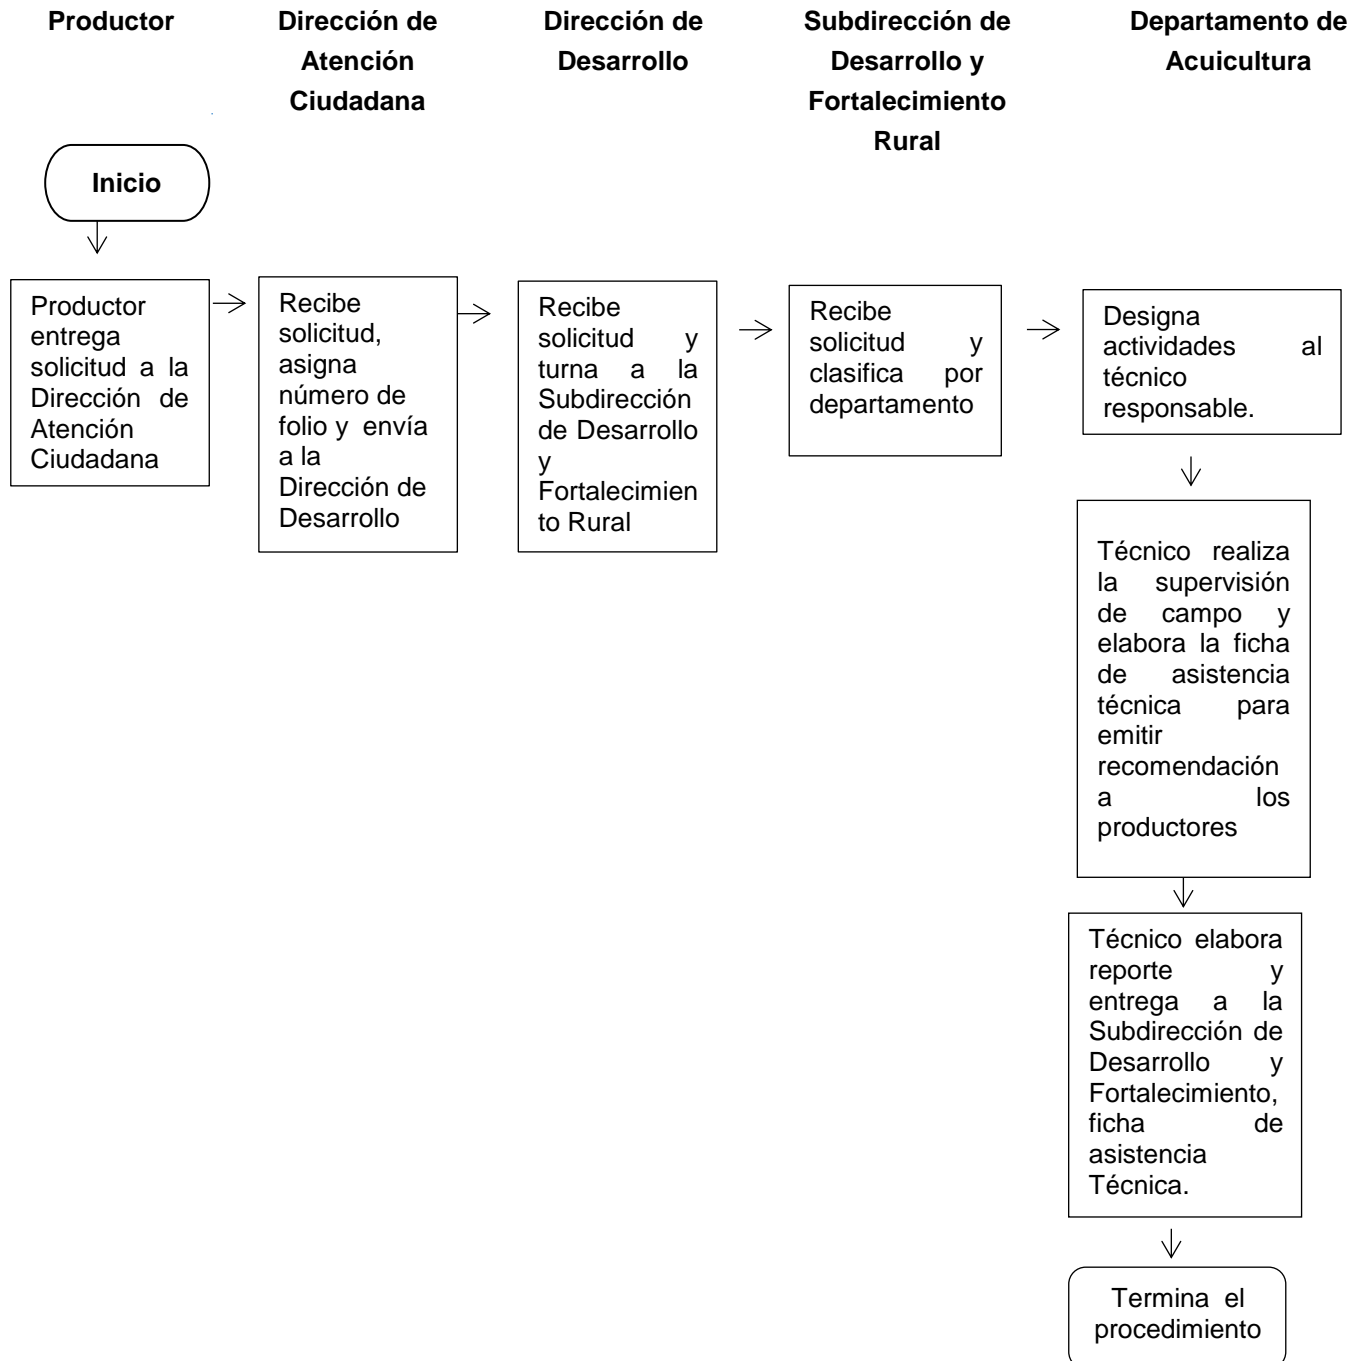 Productor
Dirección de
Atención
Ciudadana
Dirección de
Desarrollo
Subdirección de
Desarrollo y
Fortalecimiento
Rural
Departamento de
Acuicultura
Inicio
Productor
entrega
solicitud a la
Dirección de
Atención
Ciudadana
Recibe
solicitud,
asigna
número de
folio y envía
a la
Dirección de
Desarrollo
Recibe
solicitud y
turna a la
Subdirección
de Desarrollo
y
Fortalecimien
to Rural
Recibe
solicitud y
clasifica por
departamento
Designa
actividades al
técnico
responsable.
Técnico realiza
la supervisión
de campo y
elabora la ficha
de asistencia
técnica para
emitir
recomendación
a los
productores
Técnico elabora
reporte y
entrega a la
Subdirección de
Desarrollo y
Fortalecimiento,
ficha de
asistencia
Técnica.
Termina el
procedimiento